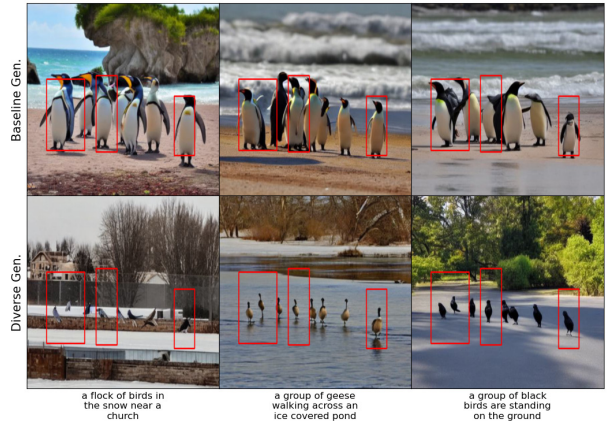 Baseline Gen.
Diverse Gen.
a flock of birds in
the snow near a
church
a group of geese
walking across an
ice covered pond
a group of black
birds are standing
on the ground